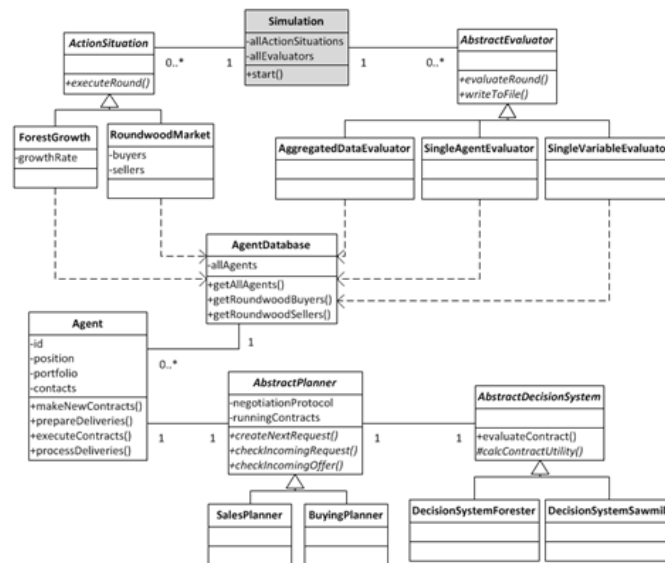 Simulation
-allActionSituations
-allEvaluators
+start()
ActionSituation
+executeRound()
0..*
1
AbstractEvaluator
+evaluateRound()
+writeToFile()
1
0..*
ForestGrowth
-growthRate
RoundwoodMarket
-buyers
-sellers
AggregatedDataEvaluator
SingleAgentEvaluator
SingleVariableEvaluato
AgentDatabase
-allAgents
+getAllAgents()
+getRoundwoodBuyers()
+getRoundwoodSellers()
1
0..*
Agent
-id
-position
-portfolio
-contacts
+makeNewContracts()
+prepareDeliveries()
+executeContracts()
+processDeliveries()
1
1
AbstractPlanner
-negotiationProtocol
-runningContracts
+createNextRequest()
+checkIncomingRequest()
+checkIncomingOffer()
1
1
AbstractDecisionSystem
+evaluateContract()
#calcContractUtility()
SalesPlanner
BuyingPlanner
DecisionSystemForester
DecisionSystemSawmil